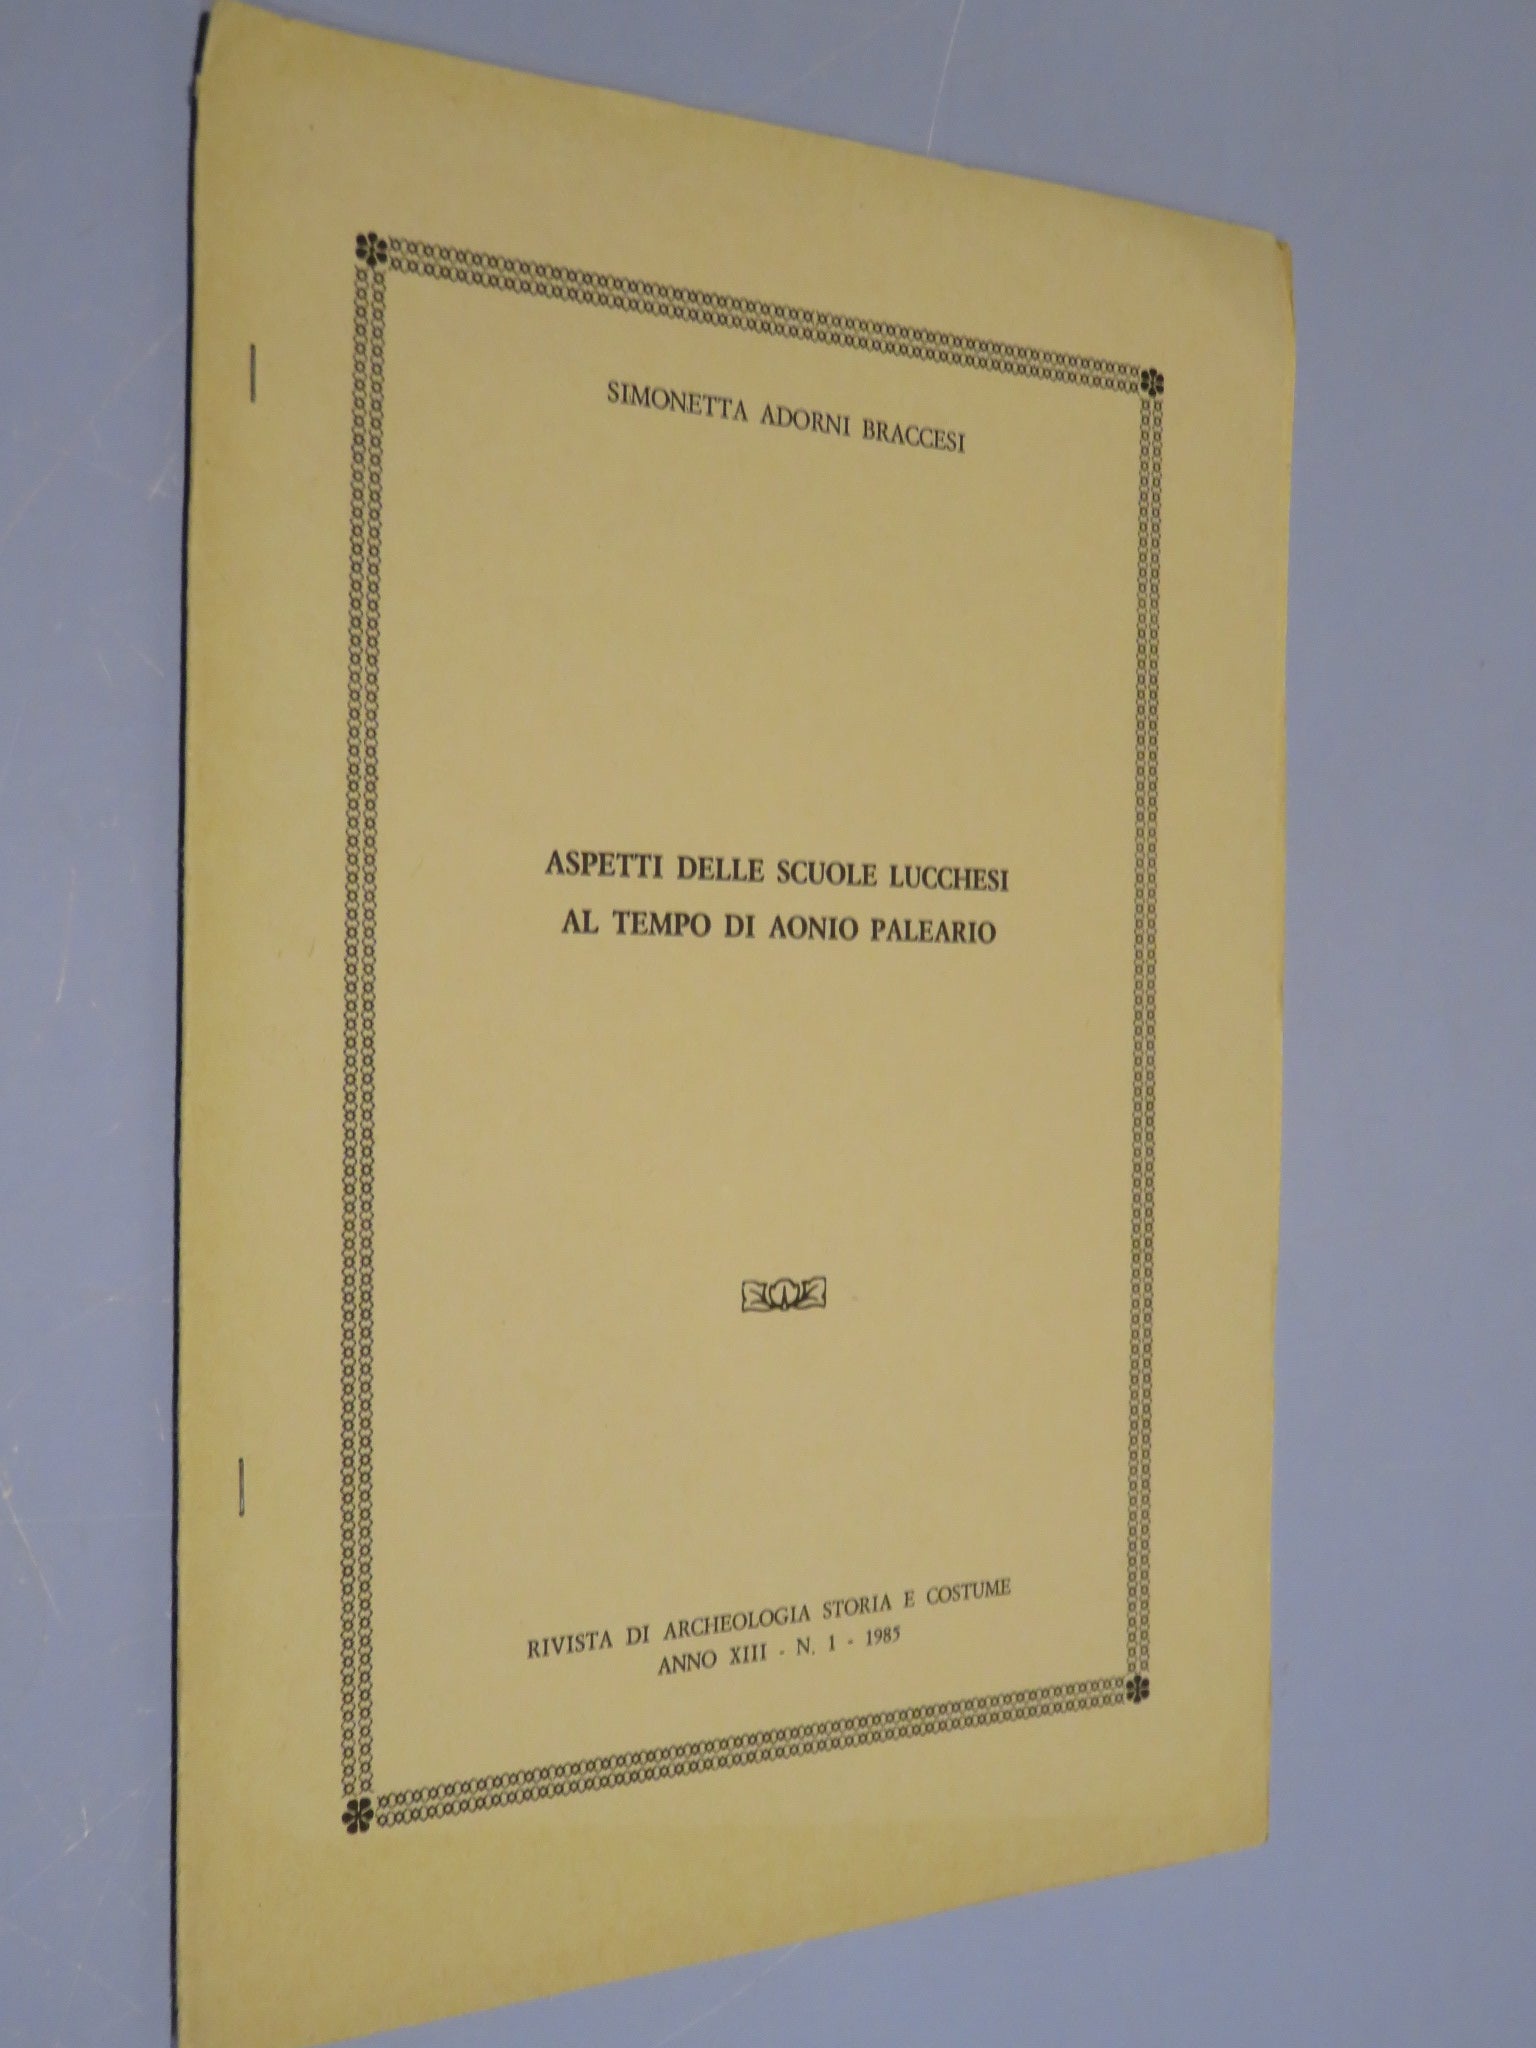 SIMONETTA ADORNI BRACCESI
ASPETTI DELLE SCUOLE LUCCHESI
AL TEMPO DI AONIO PALEARIO
RIVISTA DI ARCHEOLOGIA STORIA E COSTUME
ANNO XIII - N. 1 - 1985